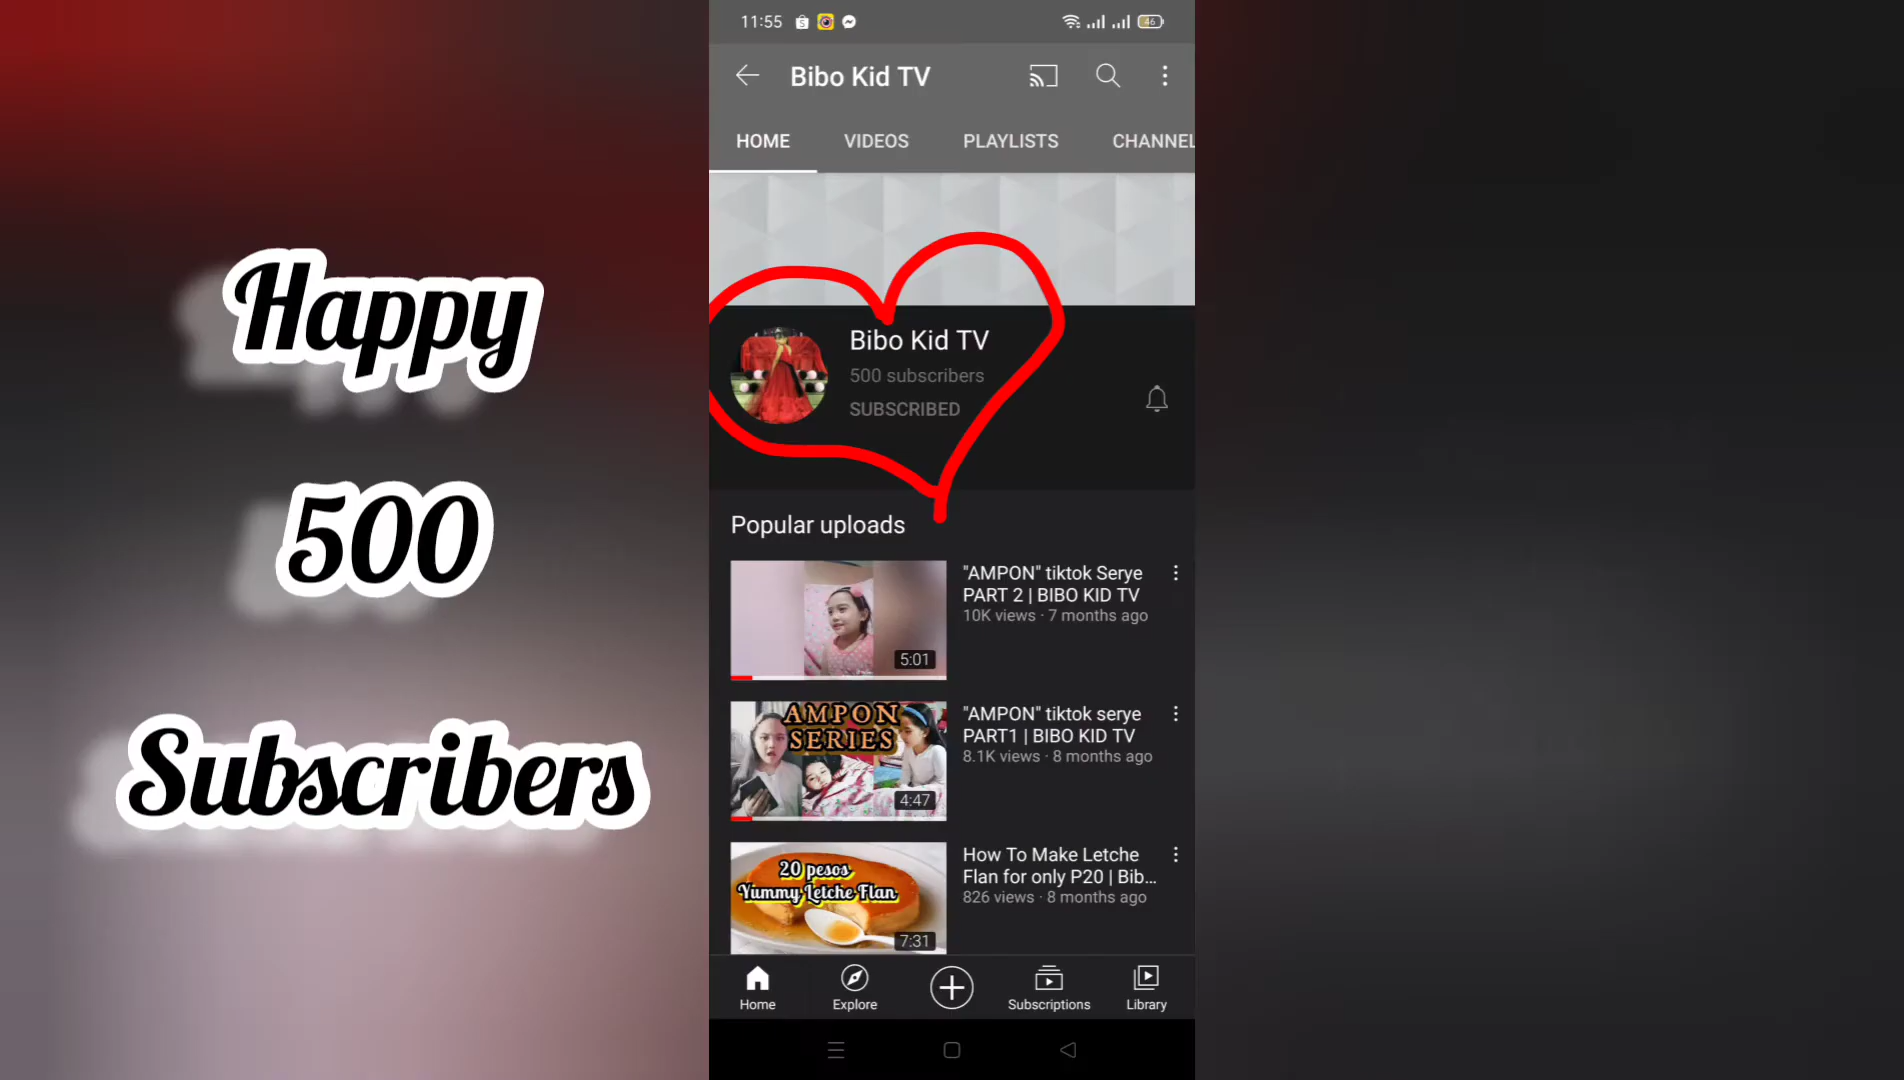 Happy
500
Subscribers
11:55
46
Bibo Kid TV
HOME VIDEOS PLAYLISTS CHANNEL
Bibo Kid TV
500 subscribers
SUBSCRIBED
Popular uploads
5:01
"AMPON" tiktok Serye
PART 2 | BIBO KID TV
10K views · 7 months ago
AMPON
SERIES
4:47
"AMPON" tiktok serye
PART1 | BIBO KID TV
8.1K views · 8 months ago
20 pesos
Yummy Letche Flan
7:31
How To Make Letche
Flan for only P20 | Bib...
826 views · 8 months ago
Home Explore Subscriptions Library